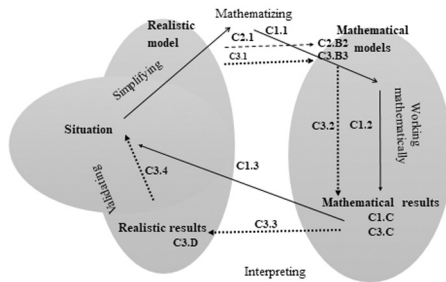 Mathematizing
Realistic
model
C2.1
C1.1
Mathematical
models
C2.B2
C3.B3
C3.1
Simplifying
Situation
C3.2
C1.2
Working
mathematically
C1.3
C3.4
Validating
Mathematical results
C1.C
C3.C
Realistic results
C3.D
C3.3
Interpreting